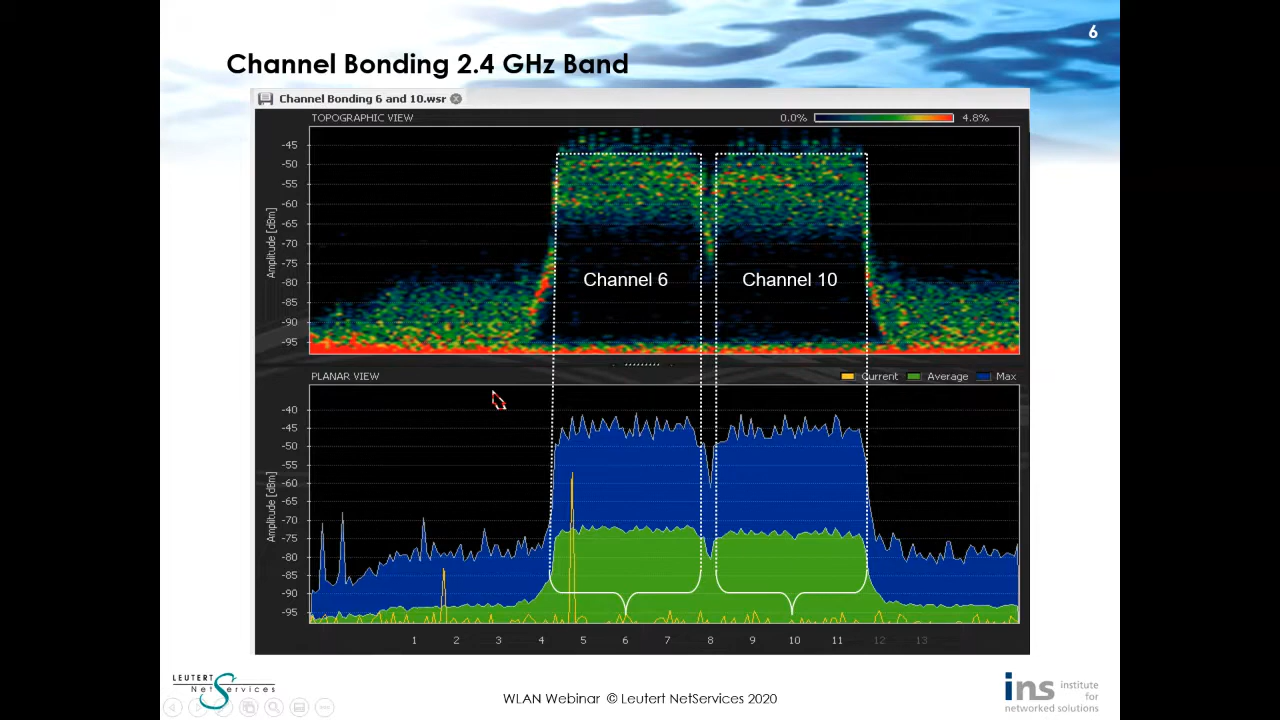 6
Channel Bonding 2.4 GHz Band
Channel Bonding 6 and 10.wsr
TOPOGRAPHIC VIEW
0.0% 4.8%
Amplitude [dBm]
-45
-50
-55
-60
-65
-70
-75
-80
-85
-90
-95
Channel 6 Channel 10
PLANAR VIEW
Current Average Max
Amplitude [dBm]
-40
-45
-50
-55
-60
-65
-70
-75
-80
-85
-90
-95
1 2 3 4 5 6 7 8 9 10 11 12 13
LEUTERT
NetServices
WLAN Webinar © Leutert NetServices 2020
ins institute
for
networked solutions